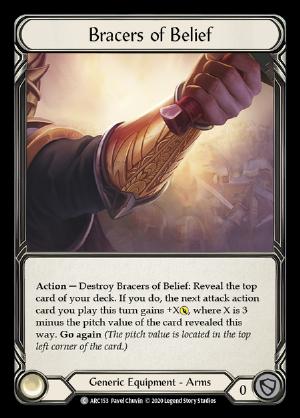 Bracers of Belief
Action — Destroy Bracers of Belief: Reveal the top
card of your deck. If you do, the next attack action
card you play this turn gains +X, where X is 3
minus the pitch value of the card revealed this
way. Go again (The pitch value is located in the top
left corner of the card.)
Generic Equipment - Arms
0
ARC153 Pavel Chuvin © 2020 Legend Story Studios